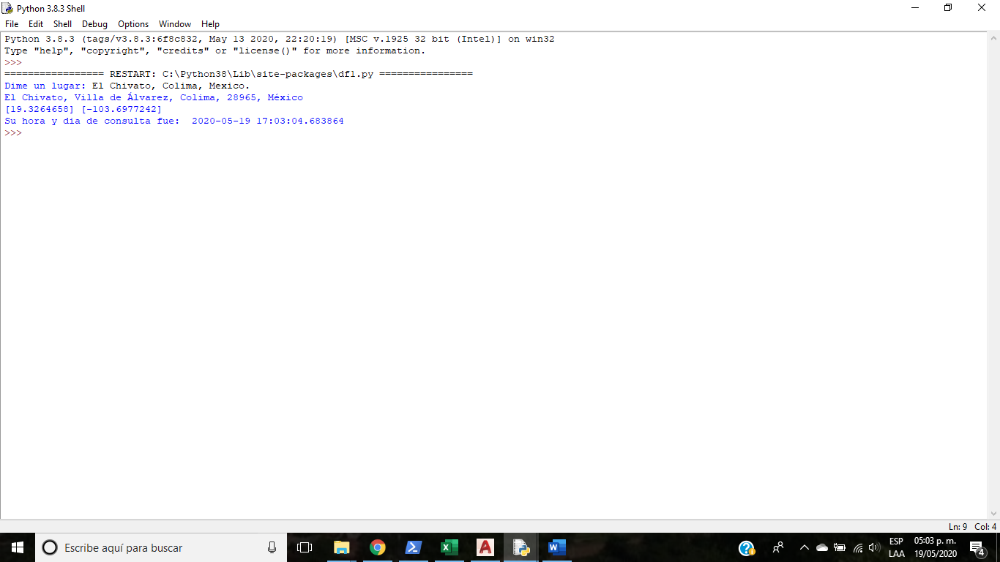 Python 3.8.3 Shell
File Edit Shell Debug Options Window Help
Python 3.8.3 (tags/v3.8.3:6f8c832, May 13 2020, 22:20:19) [MSC v.1925 32 bit (Intel)] on win32
Type "help", "copyright", "credits" or "license()" for more information.
>>>
================= RESTART: C:\Python38\Lib\site-packages\df1.py ================
Dime un lugar: El Chivato, Colima, Mexico.
El Chivato, Villa de Álvarez, Colima, 28965, México
[19.3264658] [-103.6977242]
Su hora y dia de consulta fue:  2020-05-19 17:03:04.683864
>>>
Ln: 9 Col: 4
Escribe aquí para buscar
ESP 05:03 p. m.
LAA 19/05/2020
4